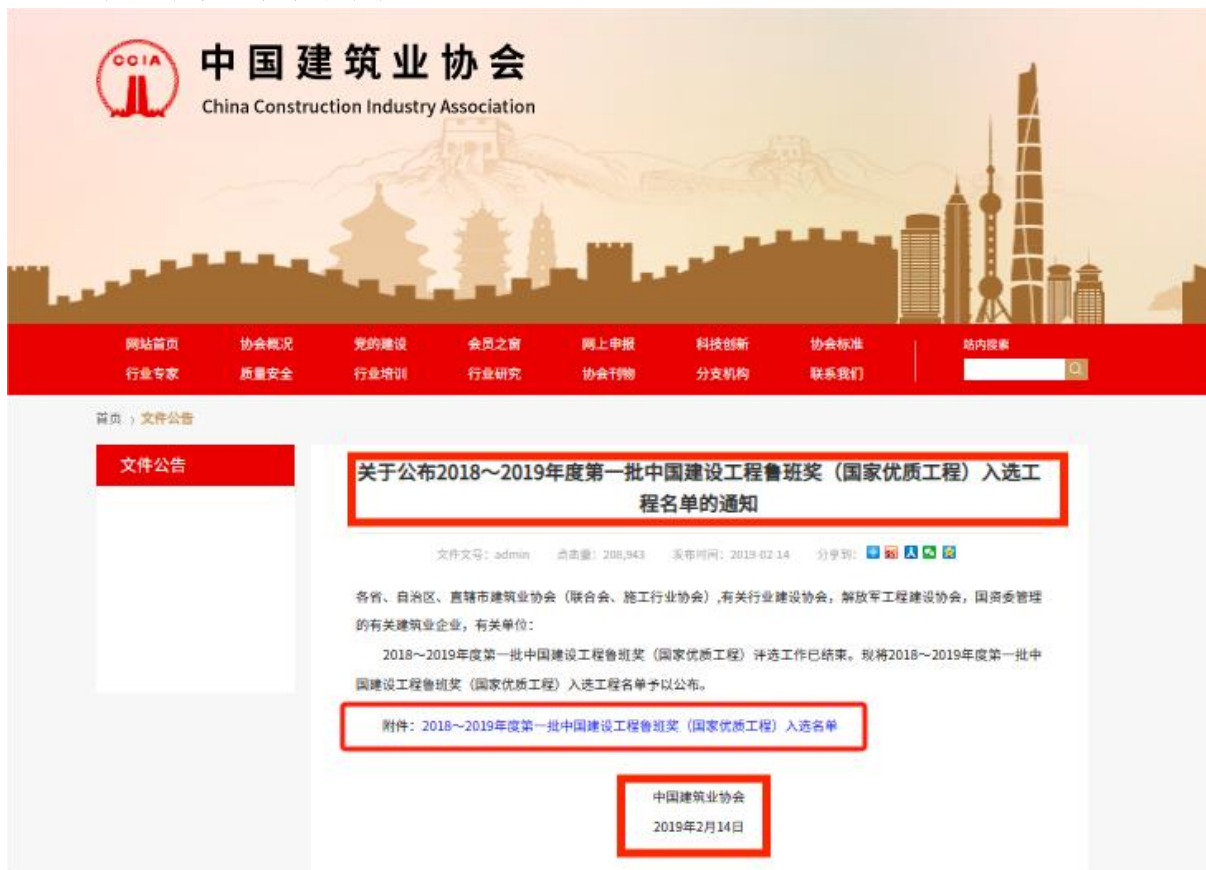 CCIA
中国建筑业协会
China Construction Industry Association
网站首页 协会概况 党的建设 会员之窗 网上申报 科技创新 协会标准 站内搜索
行业专家 质量安全 行业培训 行业研究 协会刊物 分支机构 联系我们
首页 › 文件公告
文件公告
关于公布2018~2019年度第一批中国建设工程鲁班奖（国家优质工程）入选工
程名单的通知
文件文号：admin 点击量：208,943 发布时间：2019-02-14 分享到：
各省、自治区、直辖市建筑业协会（联合会、施工行业协会）,有关行业建设协会，解放军工程建设协会，国资委管理
的有关建筑业企业，有关单位：
2018~2019年度第一批中国建设工程鲁班奖（国家优质工程）评选工作已结束。现将2018~2019年度第一批中
国建设工程鲁班奖（国家优质工程）入选工程名单予以公布。
附件：2018~2019年度第一批中国建设工程鲁班奖（国家优质工程）入选名单
中国建筑业协会
2019年2月14日